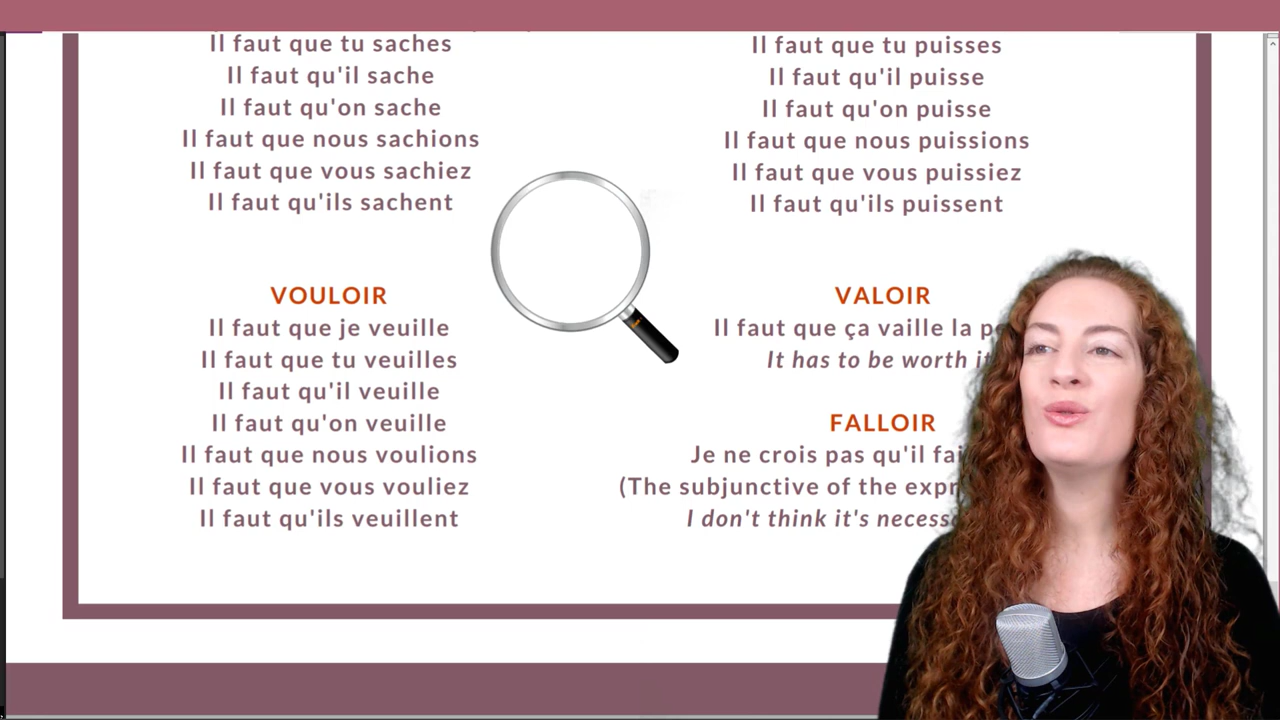 Il faut que tu saches
Il faut qu'il sache
Il faut qu'on sache
Il faut que nous sachions
Il faut que vous sachiez
Il faut qu'ils sachent
Il faut que tu puisses
Il faut qu'il puisse
Il faut qu'on puisse
Il faut que nous puissions
Il faut que vous puissiez
Il faut qu'ils puissent
VOULOIR
Il faut que je veuille
Il faut que tu veuilles
Il faut qu'il veuille
Il faut qu'on veuille
Il faut que nous voulions
Il faut que vous vouliez
Il faut qu'ils veuillent
VALOIR
Il faut que ça vaille la
It has to be worth
FALLOIR
Je ne crois pas qu'il
(The subjunctive of the
I don't think it's